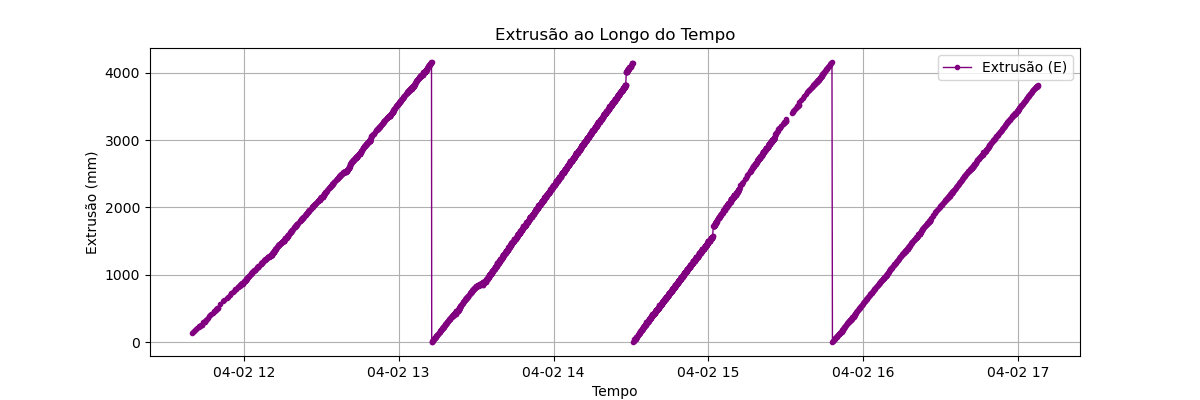 Extrusão ao Longo do Tempo
Extrusão (E)
Extrusão (mm)
4000
3000
2000
1000
0
04-02 12 04-02 13 04-02 14 04-02 15 04-02 16 04-02 17
Tempo